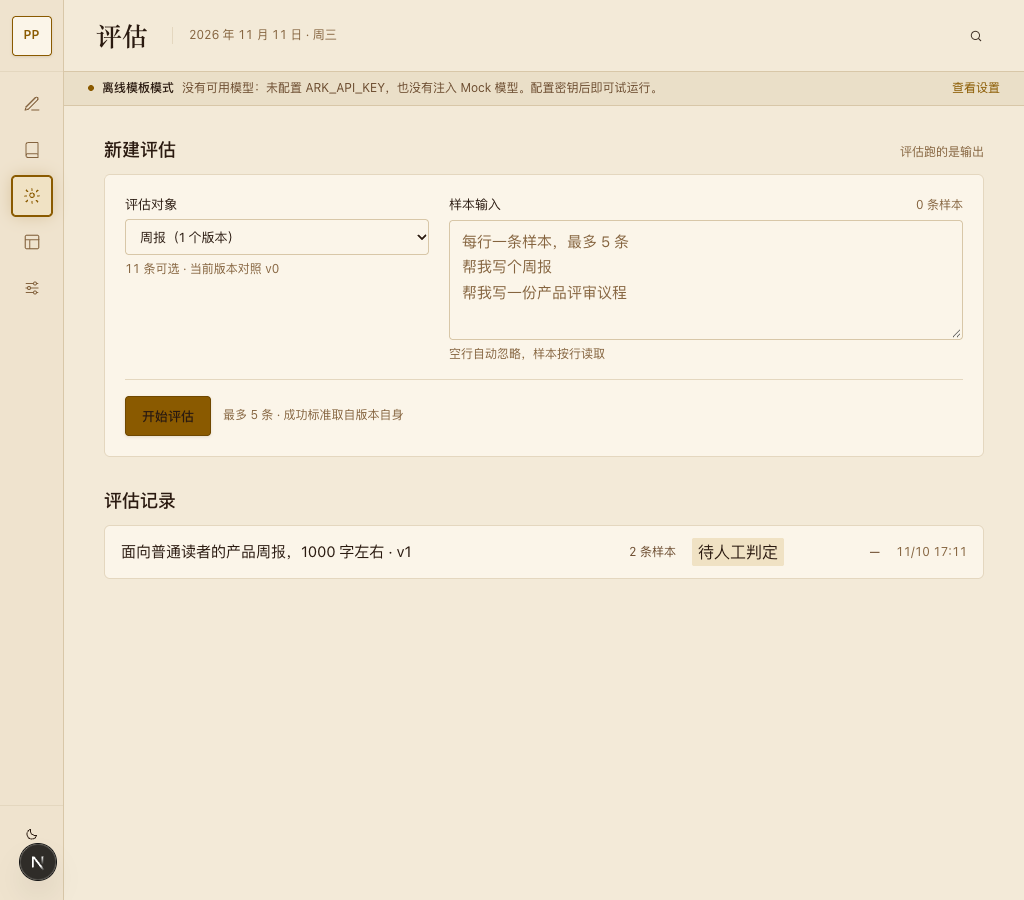 PP
评估
2026 年 11 月 11 日 · 周三
离线模板模式 没有可用模型：未配置 ARK_API_KEY，也没有注入 Mock 模型。配置密钥后即可试运行。
查看设置
新建评估
评估跑的是输出
评估对象
周报（1 个版本）
11 条可选 · 当前版本对照 v0
样本输入
0 条样本
每行一条样本，最多 5 条
帮我写个周报
帮我写一份产品评审议程
空行自动忽略，样本按行读取
开始评估
最多 5 条 · 成功标准取自版本自身
评估记录
面向普通读者的产品周报，1000 字左右 · v1
2 条样本
待人工判定
—
11/10 17:11
N